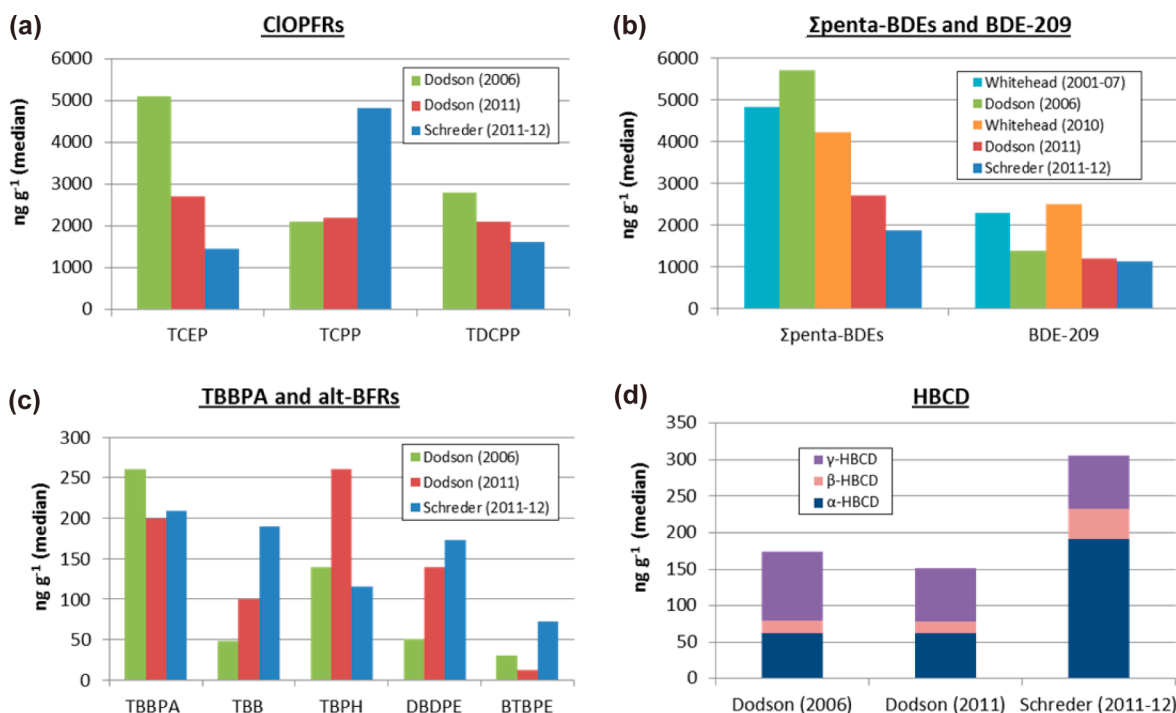 (a)
ClOPFRs
ng g⁻¹ (median)
6000
5000
4000
3000
2000
1000
0
Dodson (2006)
Dodson (2011)
Schreder (2011-12)
TCEP TCPP TDCPP
(b)
Σpenta-BDEs and BDE-209
ng g⁻¹ (median)
6000
5000
4000
3000
2000
1000
0
Whitehead (2001-07)
Dodson (2006)
Whitehead (2010)
Dodson (2011)
Schreder (2011-12)
Σpenta-BDEs BDE-209
(c)
TBBPA and alt-BFRs
ng g⁻¹ (median)
300
250
200
150
100
50
0
Dodson (2006)
Dodson (2011)
Schreder (2011-12)
TBBPA TBB TBPH DBDPE BTBPE
(d)
HBCD
ng g⁻¹ (median)
350
300
250
200
150
100
50
0
γ-HBCD
β-HBCD
α-HBCD
Dodson (2006) Dodson (2011) Schreder (2011-12)